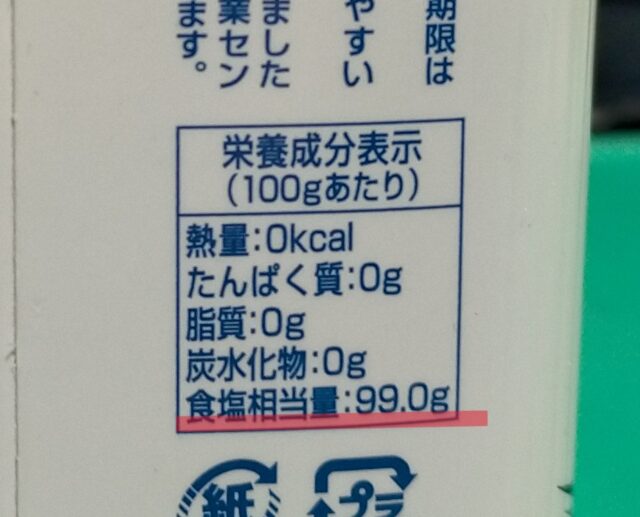 期限は
やすい
ました
業セン
ます。
栄養成分表示
(100gあたり)
熱量:0kcal
たんぱく質:0g
脂質:0g
炭水化物:0g
食塩相当量:99.0g
紙
プラ